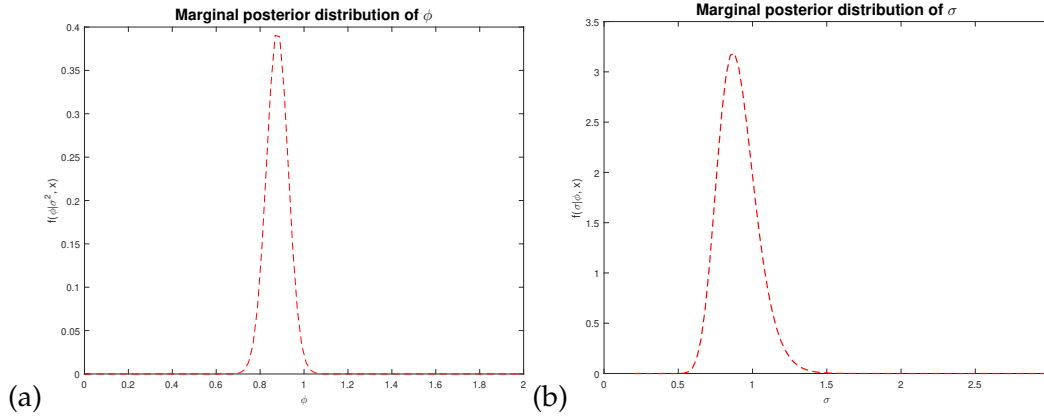 Marginal posterior distribution of ϕ
0.4
0.35
0.3
0.25
0.2
0.15
0.1
0.05
0
f(ϕ|σ², x)
0 0.2 0.4 0.6 0.8 1 1.2 1.4 1.6 1.8 2
ϕ
(a)
Marginal posterior distribution of σ
3.5
3
2.5
2
1.5
1
0.5
0
f(σ|ϕ, x)
0 0.5 1 1.5 2 2.5
σ
(b)